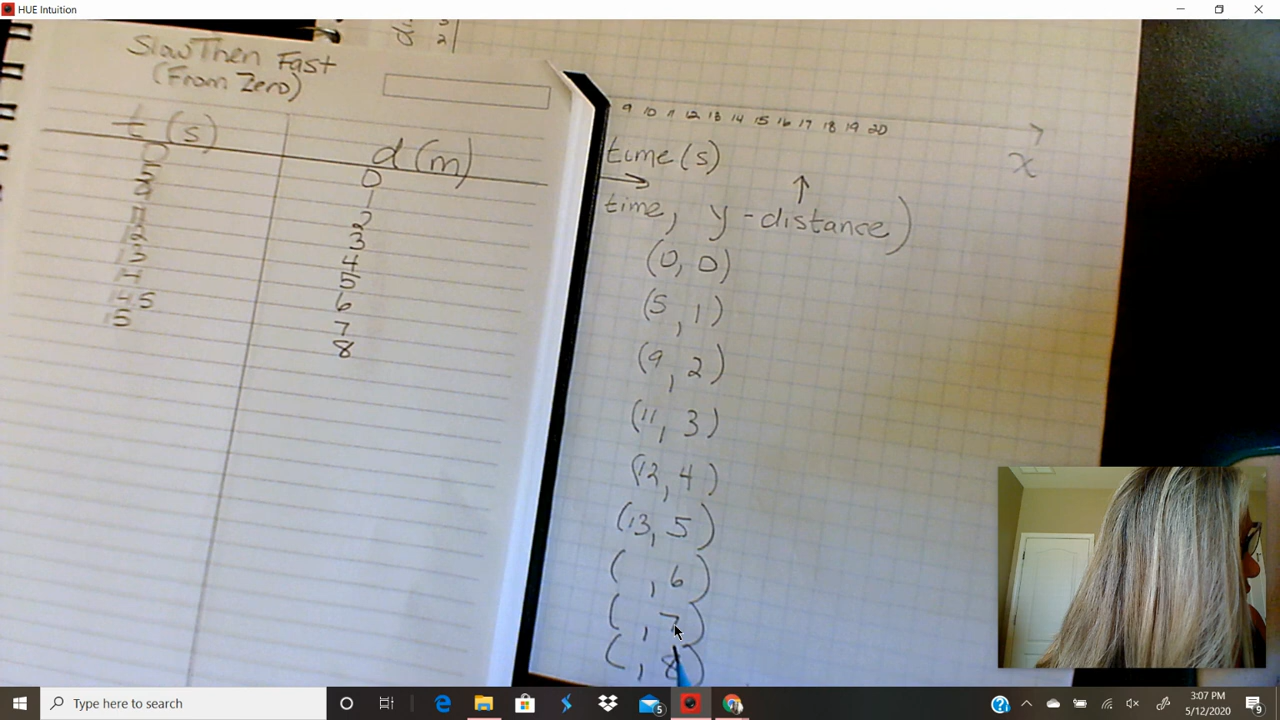 HUE Intuition
2
Slow Then Fast
(From Zero)
t (s) d (m)
0 0
5 1
9 2
11 3
12 4
13 5
14 6
14 5 7
15 8
9 10 11 12 13 14 15 16 17 18 19 20
x
time (s)
time, y-distance)
(0, 0)
(5, 1)
(9, 2)
(11, 3)
(12, 4)
(13, 5)
( , 6)
( , 7)
( , 8)
Type here to search
5
3:07 PM
5/12/2020
9